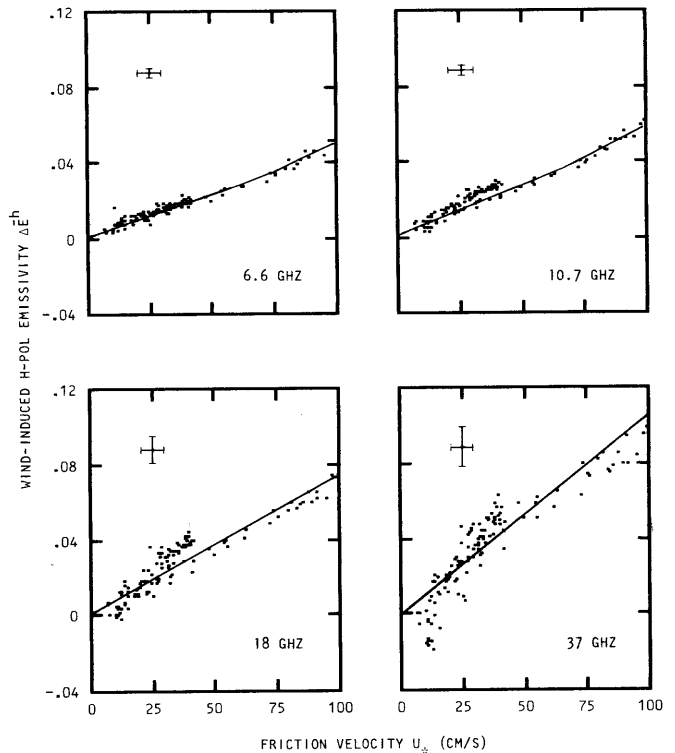 .12
.08
.04
0
-.04
6.6 GHZ
10.7 GHZ
WIND-INDUCED H-POL EMISSIVITY ΔE^h
.12
.08
.04
0
-.04
18 GHZ
37 GHZ
0 25 50 75 100
0 25 50 75 100
FRICTION VELOCITY U_* (CM/S)